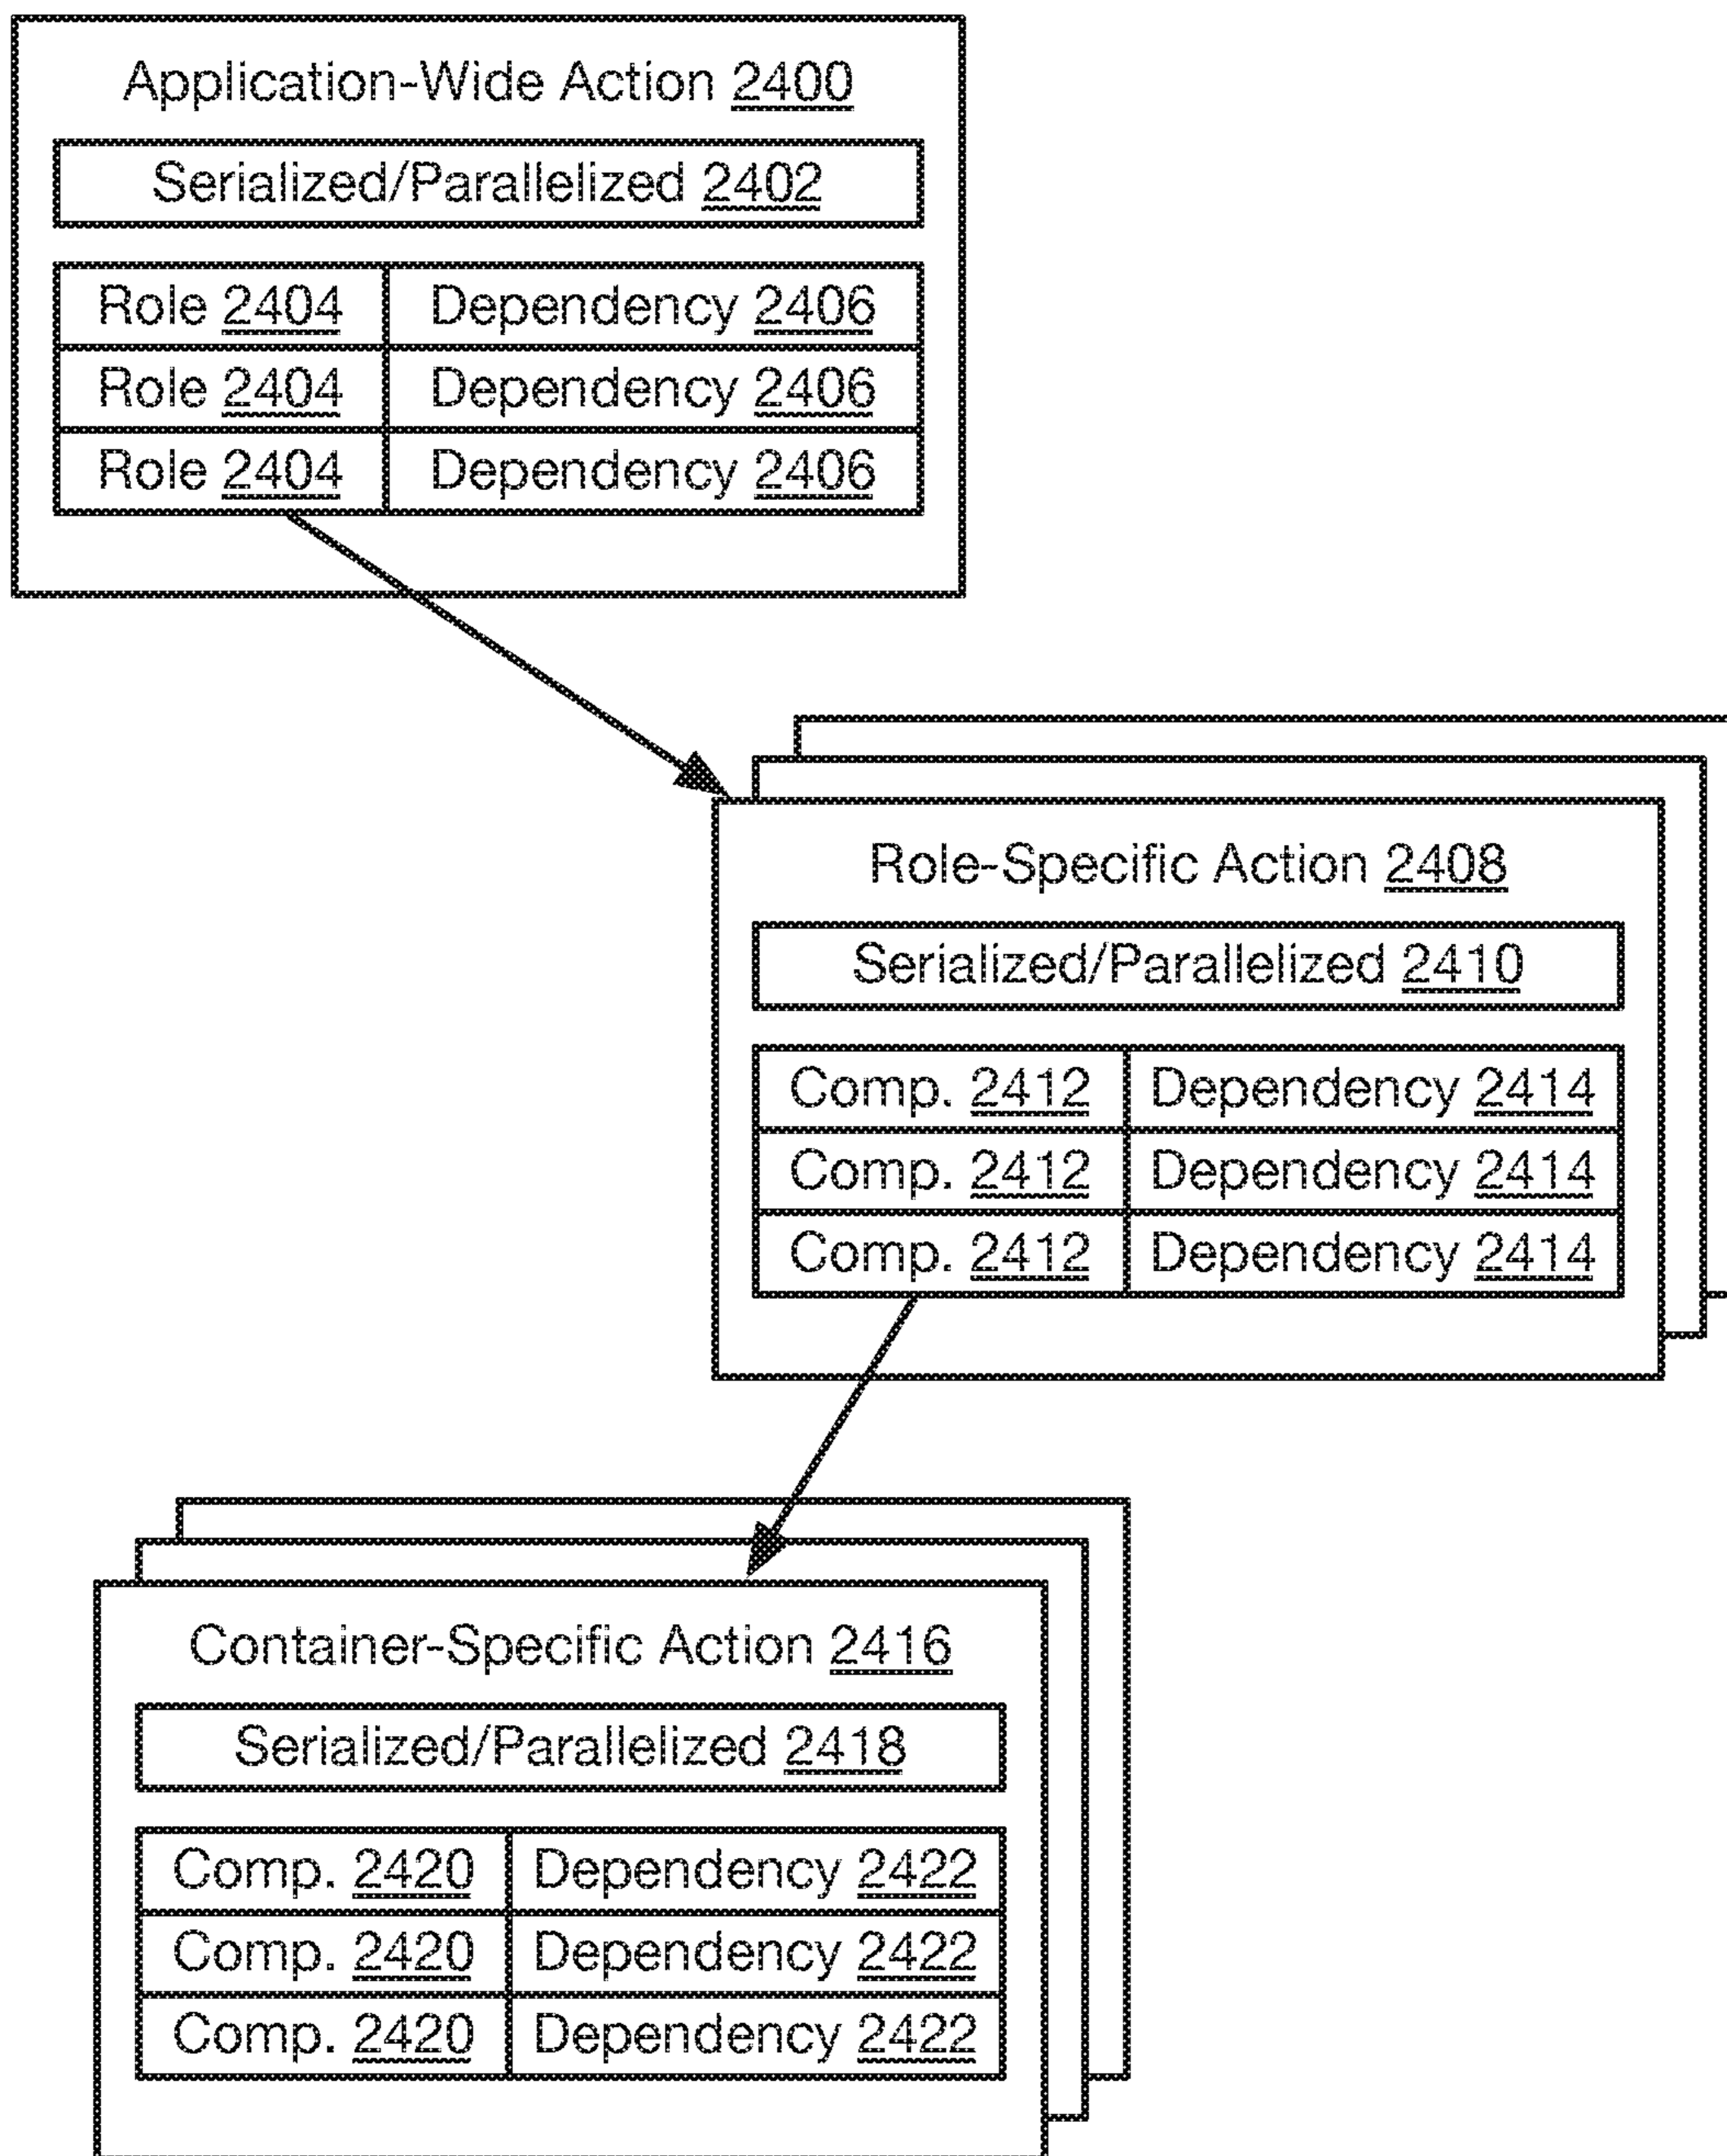 Application-Wide Action 2400
Serialized/Parallelized 2402
Role 2404 Dependency 2406
Role 2404 Dependency 2406
Role 2404 Dependency 2406
Role-Specific Action 2408
Serialized/Parallelized 2410
Comp. 2412 Dependency 2414
Comp. 2412 Dependency 2414
Comp. 2412 Dependency 2414
Container-Specific Action 2416
Serialized/Parallelized 2418
Comp. 2420 Dependency 2422
Comp. 2420 Dependency 2422
Comp. 2420 Dependency 2422